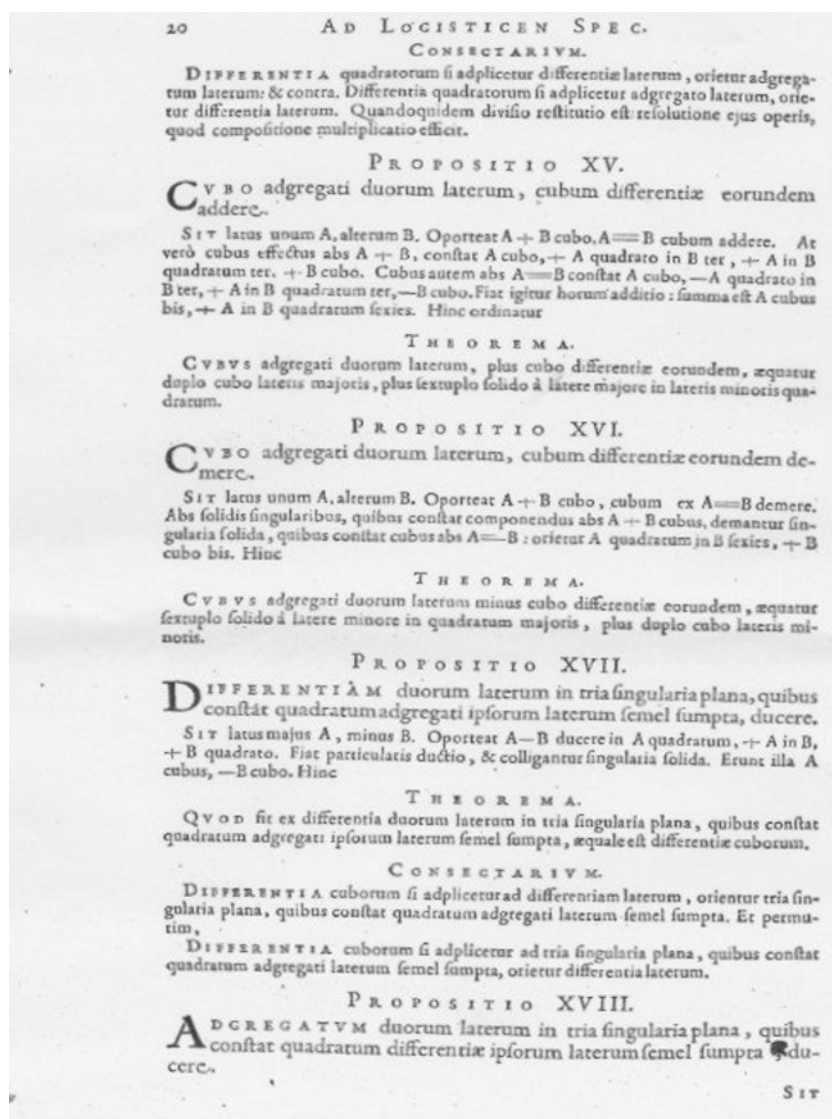 20 AD LOGISTICEN SPEC.
CONSECTARIVM.
DIFFERENTIA quadratorum ſi adplicetur differentiæ laterum, orietur adgrega-
tum laterum: & contra. Differentia quadratorum ſi adplicetur adgregato laterum, orie-
tur differentia laterum. Quandoquidem diviſio reſtitutio eſt reſolutione ejus operis,
quod compoſitione multiplicatio efficit.
PROPOSITIO XV.
CVBO adgregati duorum laterum, cubum differentiæ eorundem
addere.
SIT latus unum A, alterum B. Oporteat A + B cubo, A == B cubum addere. At
verò cubus effectus abs A + B, conſtat A cubo, + A quadrato in B ter, + A in B
quadratum ter, + B cubo. Cubus autem abs A == B conſtat A cubo, — A quadrato in
B ter, + A in B quadratum ter, — B cubo. Fiat igitur horum additio: ſumma eſt A cubus
bis, + A in B quadratum ſexies. Hinc ordinatur
THEOREMA.
CVBVS adgregati duorum laterum, plus cubo differentiæ eorundem, æquatur
duplo cubo lateris majoris, plus ſextuplo ſolido à latere majore in lateris minoris qua-
dratum.
PROPOSITIO XVI.
CVBO adgregati duorum laterum, cubum differentiæ eorundem de-
mere.
SIT latus unum A, alterum B. Oporteat A + B cubo, cubum ex A == B demere.
Abs ſolidis ſingularibus, quibus conſtat componendus abs A + B cubus, demantur ſin-
gularia ſolida, quibus conſtat cubus abs A == B: orietur A quadratum in B ſexies, + B
cubo bis. Hinc
THEOREMA.
CVBVS adgregati duorum laterum minus cubo differentiæ eorundem, æquatur
ſextuplo ſolido à latere minore in quadratum majoris, plus duplo cubo lateris mi-
noris.
PROPOSITIO XVII.
DIFFERENTIAM duorum laterum in tria ſingularia plana, quibus
conſtát quadratum adgregati ipſorum laterum ſemel ſumpta, ducere.
SIT latus majus A, minus B. Oporteat A — B ducere in A quadratum, + A in B,
+ B quadrato. Fiat particularis ductio, & colligantur ſingularia ſolida. Erunt illa A
cubus, — B cubo. Hinc
THEOREMA.
QVOD fit ex differentia duorum laterum in tria ſingularia plana, quibus conſtat
quadratum adgregati ipſorum laterum ſemel ſumpta, æquale eſt differentiæ cuborum.
CONSECTARIVM.
DIFFERENTIA cuborum ſi adplicetur ad differentiam laterum, orientur tria ſin-
gularia plana, quibus conſtat quadratum adgregati laterum ſemel ſumpta. Et permu-
tim,
DIFFERENTIA cuborum ſi adplicetur ad tria ſingularia plana, quibus conſtat
quadratum adgregati laterum ſemel ſumpta, orietur differentia laterum.
PROPOSITIO XVIII.
ADGREGATVM duorum laterum in tria ſingularia plana, quibus
conſtat quadratum differentiæ ipſorum laterum ſemel ſumpta, du-
cere.
SIT